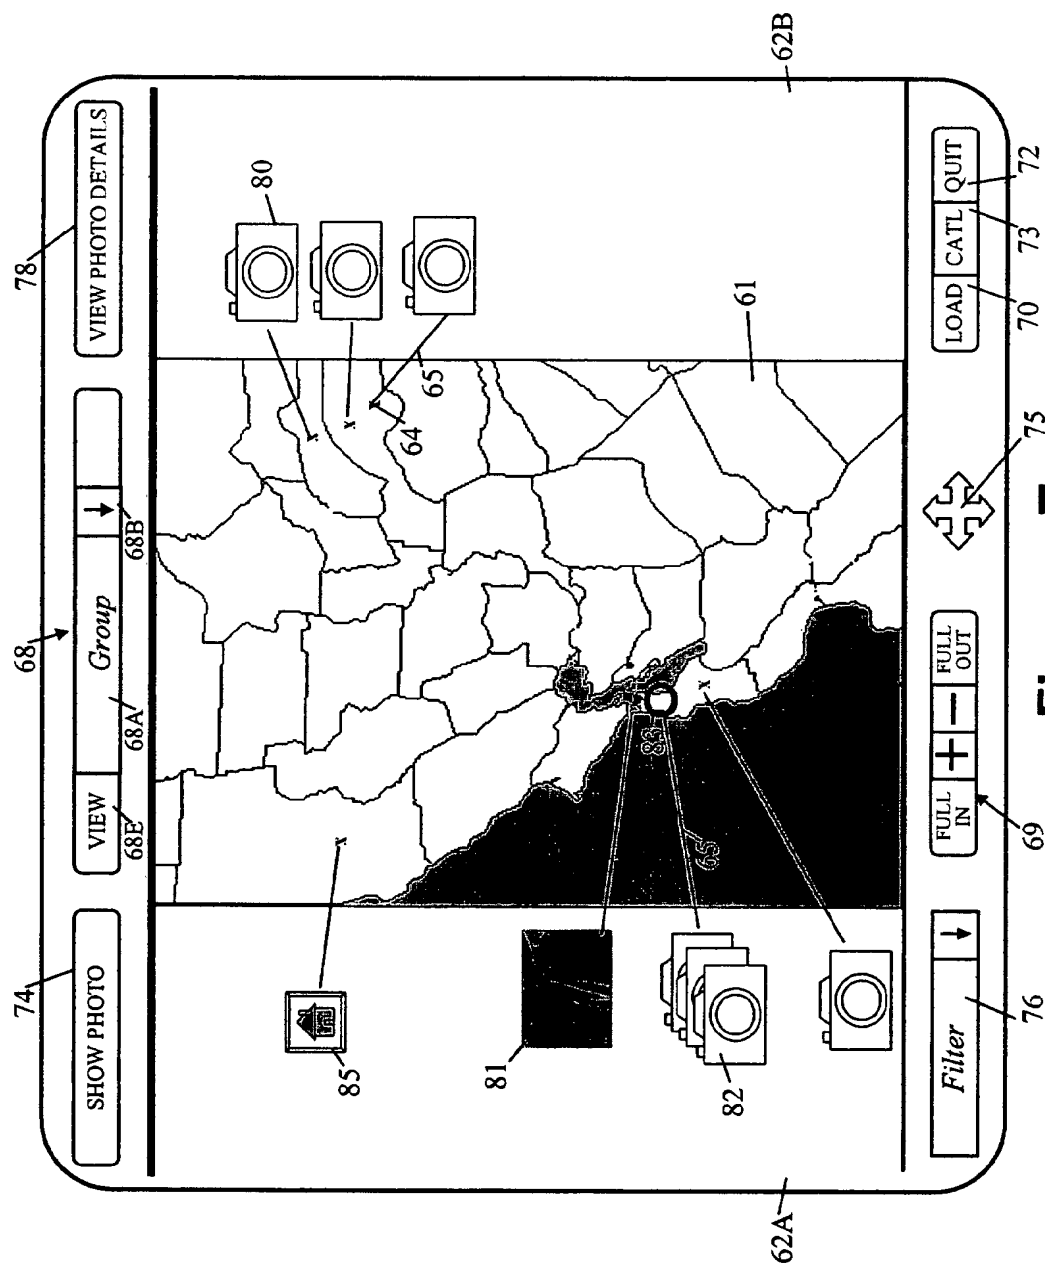 74
68
78
SHOW PHOTO
VIEW
Group
VIEW PHOTO DETAILS
68E
68A
68B
80
85
64
65
81
83
65
82
61
62A
62B
Filter
FULL IN
+
−
FULL OUT
LOAD
CATL
QUIT
76
69
75
70
73
72